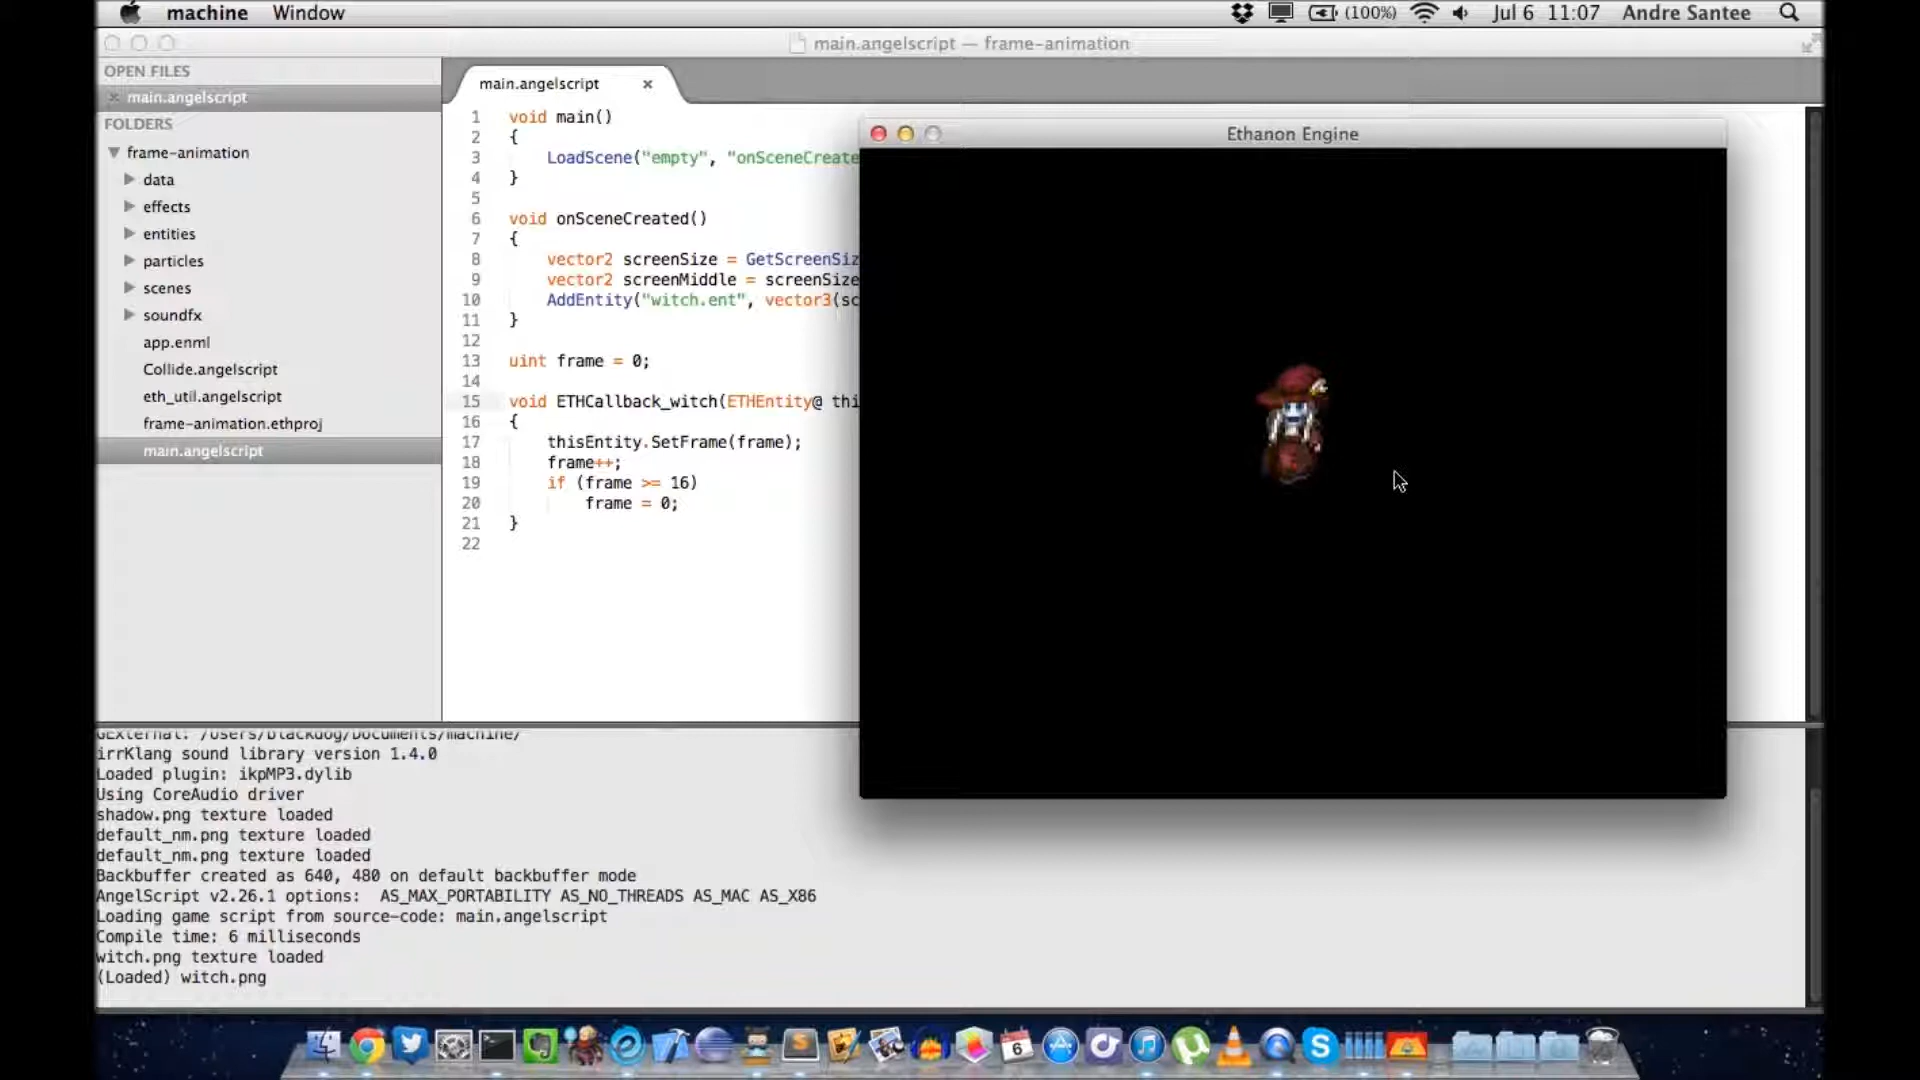 machine Window (100%) Jul 6 11:07 Andre Santee
main.angelscript — frame-animation
OPEN FILES
main.angelscript
FOLDERS
frame-animation
data
effects
entities
particles
scenes
soundfx
app.enml
Collide.angelscript
eth_util.angelscript
frame-animation.ethproj
main.angelscript
main.angelscript
1 void main()
2 {
3 LoadScene("empty", "onSceneCreate
4 }
5
6 void onSceneCreated()
7 {
8 vector2 screenSize = GetScreenSiz
9 vector2 screenMiddle = screenSize
10 AddEntity("witch.ent", vector3(sc
11 }
12
13 uint frame = 0;
14
15 void ETHCallback_witch(ETHEntity@ thi
16 {
17 thisEntity.SetFrame(frame);
18 frame++;
19 if (frame >= 16)
20 frame = 0;
21 }
22
Ethanon Engine
GExternal: /Users/blackdog/Documents/machine/
irrKlang sound library version 1.4.0
Loaded plugin: ikpMP3.dylib
Using CoreAudio driver
shadow.png texture loaded
default_nm.png texture loaded
default_nm.png texture loaded
Backbuffer created as 640, 480 on default backbuffer mode
AngelScript v2.26.1 options: AS_MAX_PORTABILITY AS_NO_THREADS AS_MAC AS_X86
Loading game script from source-code: main.angelscript
Compile time: 6 milliseconds
witch.png texture loaded
(Loaded) witch.png
6